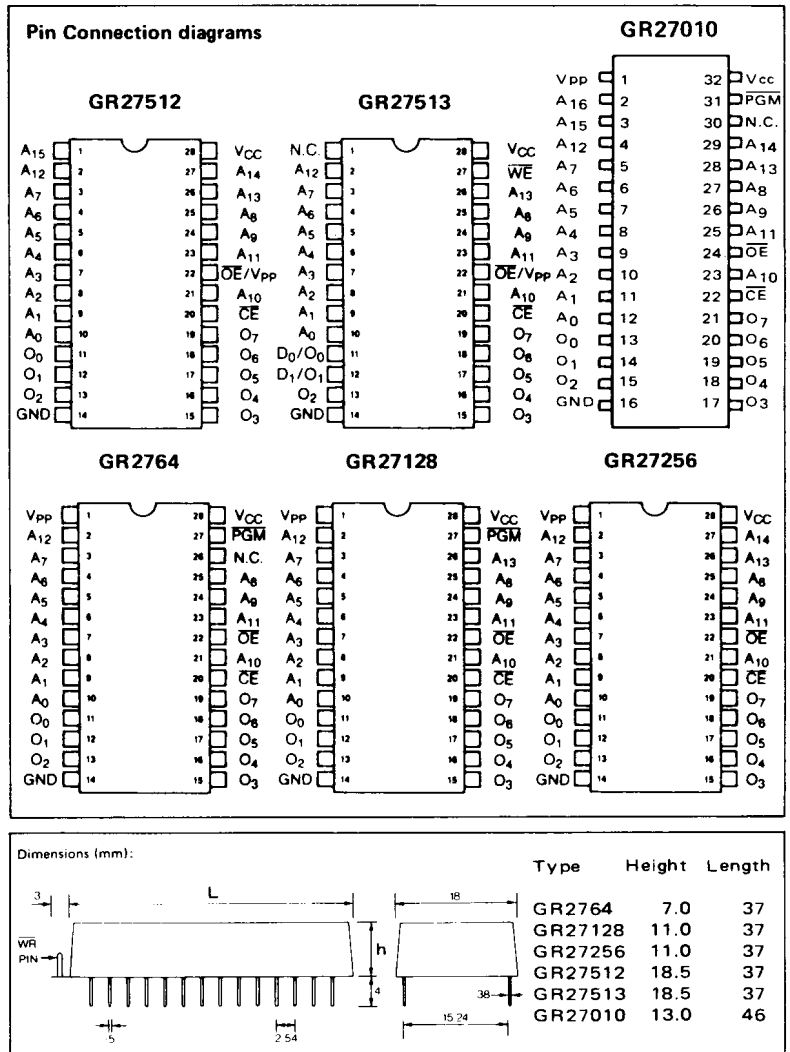 Pin Connection diagrams
GR27512
A15 1 28 VCC
A12 2 27 A14
A7 3 26 A13
A6 4 25 A8
A5 5 24 A9
A4 6 23 A11
A3 7 22 OE/VPP
A2 8 21 A10
A1 9 20 CE
A0 10 19 O7
O0 11 18 O6
O1 12 17 O5
O2 13 16 O4
GND 14 15 O3
GR27513
N.C. 1 28 VCC
A12 2 27 WE
A7 3 26 A13
A6 4 25 A8
A5 5 24 A9
A4 6 23 A11
A3 7 22 OE/VPP
A2 8 21 A10
A1 9 20 CE
A0 10 19 O7
D0/O0 11 18 O6
D1/O1 12 17 O5
O2 13 16 O4
GND 14 15 O3
GR27010
Vpp 1 32 Vcc
A16 2 31 PGM
A15 3 30 N.C.
A12 4 29 A14
A7 5 28 A13
A6 6 27 A8
A5 7 26 A9
A4 8 25 A11
A3 9 24 OE
A2 10 23 A10
A1 11 22 CE
A0 12 21 O7
O0 13 20 O6
O1 14 19 O5
O2 15 18 O4
GND 16 17 O3
GR2764
VPP 1 28 VCC
A12 2 27 PGM
A7 3 26 N.C.
A6 4 25 A8
A5 5 24 A9
A4 6 23 A11
A3 7 22 OE
A2 8 21 A10
A1 9 20 CE
A0 10 19 O7
O0 11 18 O6
O1 12 17 O5
O2 13 16 O4
GND 14 15 O3
GR27128
VPP 1 28 VCC
A12 2 27 PGM
A7 3 26 A13
A6 4 25 A8
A5 5 24 A9
A4 6 23 A11
A3 7 22 OE
A2 8 21 A10
A1 9 20 CE
A0 10 19 O7
O0 11 18 O6
O1 12 17 O5
O2 13 16 O4
GND 14 15 O3
GR27256
VPP 1 28 VCC
A12 2 27 A14
A7 3 26 A13
A6 4 25 A8
A5 5 24 A9
A4 6 23 A11
A3 7 22 OE
A2 8 21 A10
A1 9 20 CE
A0 10 19 O7
O0 11 18 O6
O1 12 17 O5
O2 13 16 O4
GND 14 15 O3
Dimensions (mm):
3 L 18
h
WR
PIN
4
38
5 2 54 15 24
Type Height Length
GR2764 7.0 37
GR27128 11.0 37
GR27256 11.0 37
GR27512 18.5 37
GR27513 18.5 37
GR27010 13.0 46